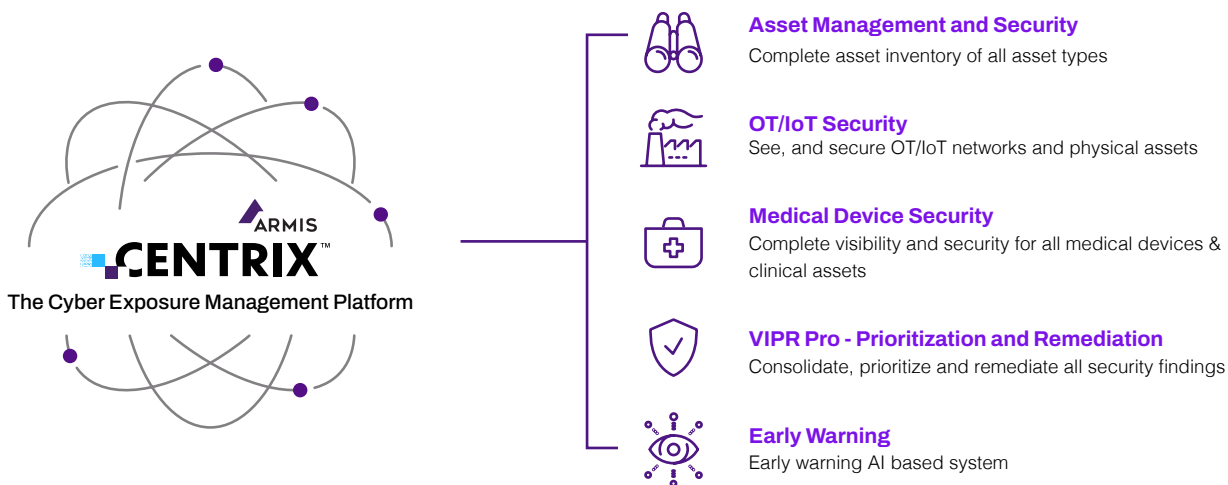 ARMIS
CENTRIX™
The Cyber Exposure Management Platform
Asset Management and Security
Complete asset inventory of all asset types
OT/IoT Security
See, and secure OT/IoT networks and physical assets
Medical Device Security
Complete visibility and security for all medical devices &
clinical assets
VIPR Pro - Prioritization and Remediation
Consolidate, prioritize and remediate all security findings
Early Warning
Early warning AI based system